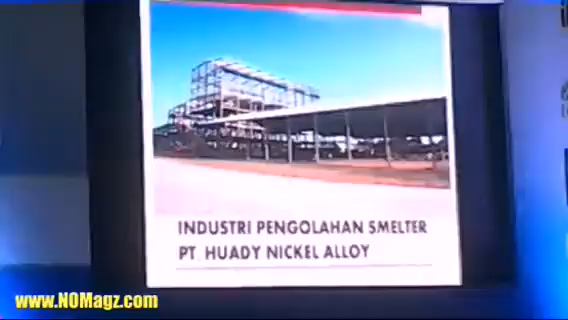 INDUSTRI PENGOLAHAN SMELTER
PT. HUADY NICKEL ALLOY
www.NOMagz.com